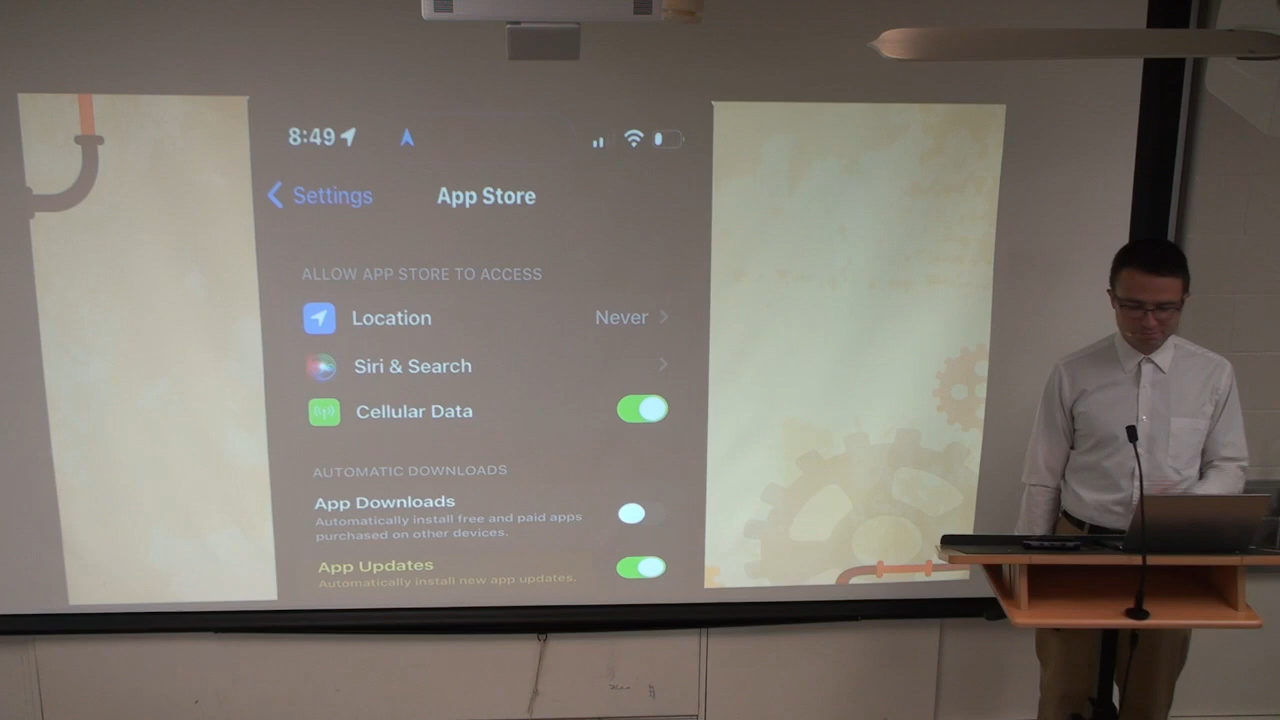 8:49
Settings
App Store
ALLOW APP STORE TO ACCESS
Location
Never
Siri & Search
Cellular Data
AUTOMATIC DOWNLOADS
App Downloads
Automatically install free and paid apps
purchased on other devices.
App Updates
Automatically install new app updates.